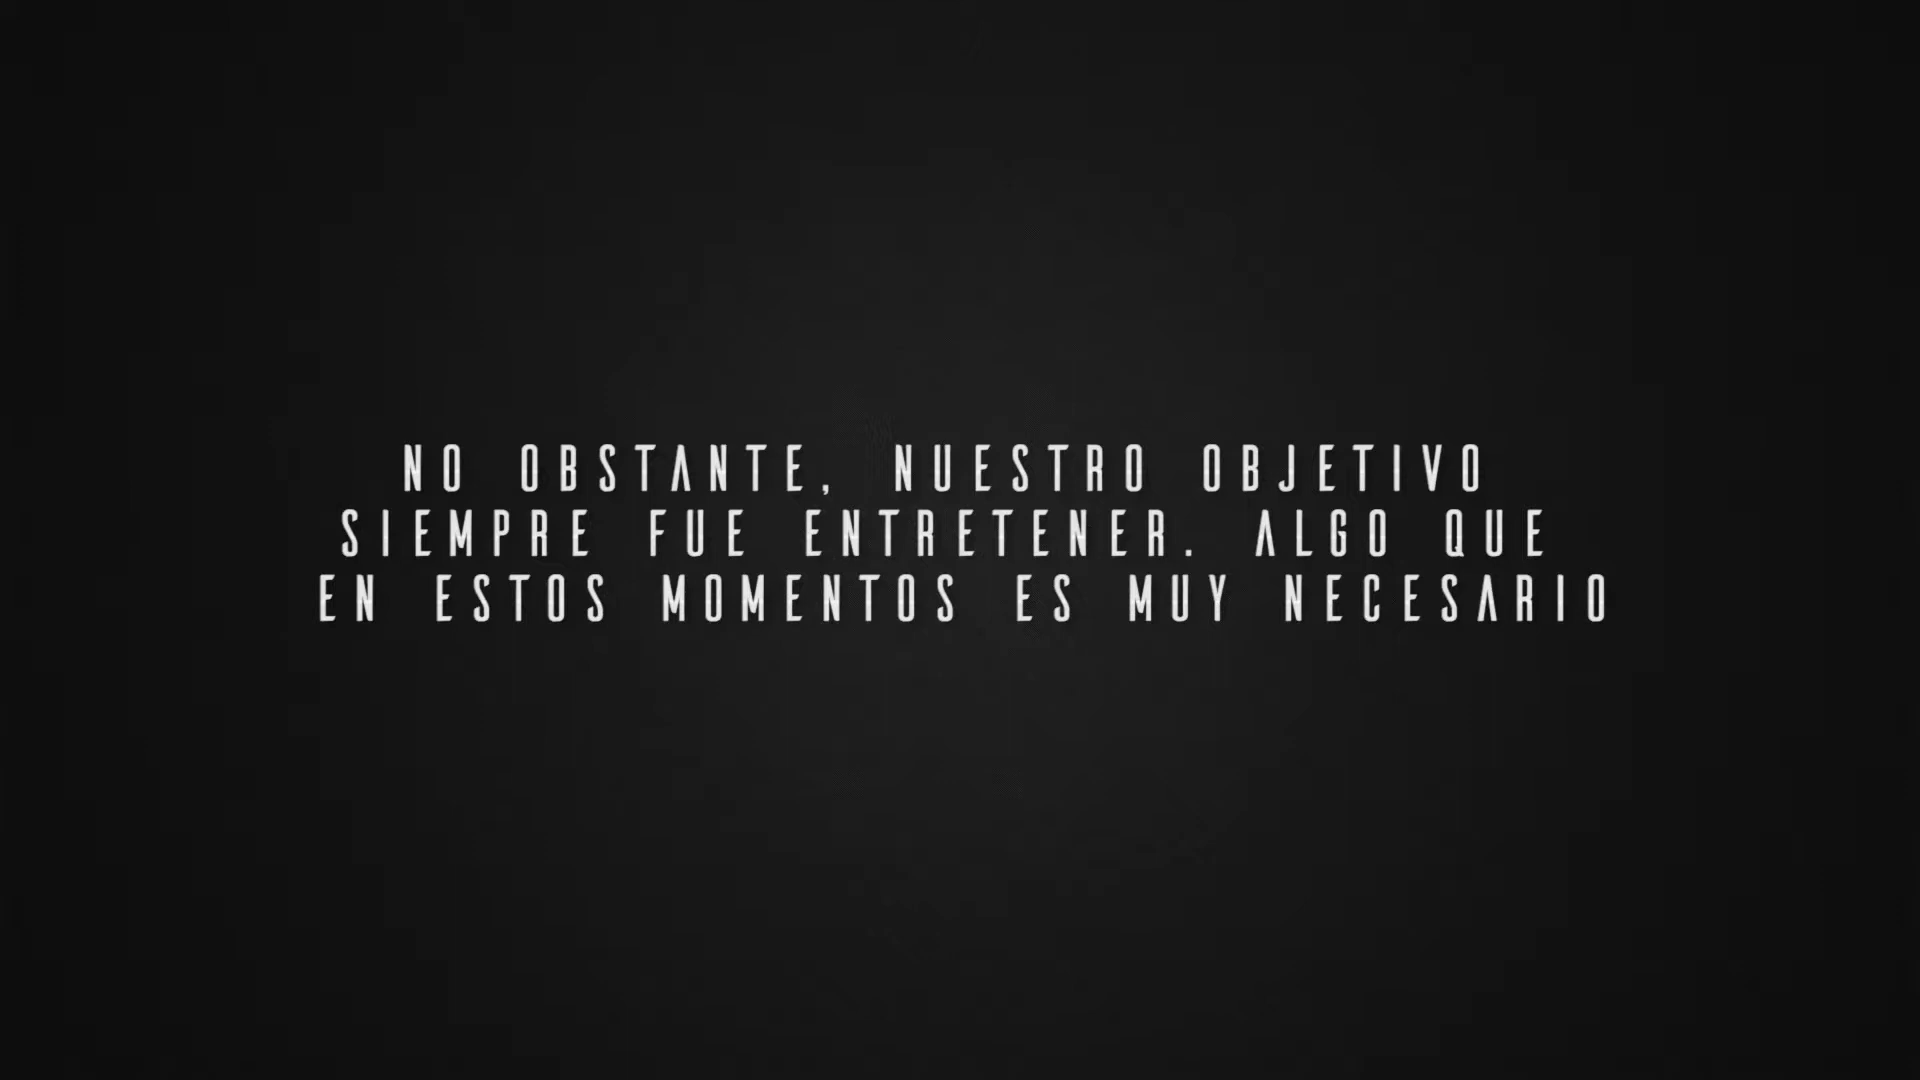 NO OBSTANTE, NUESTRO OBJETIVO
SIEMPRE FUE ENTRETENER. ALGO QUE
EN ESTOS MOMENTOS ES MUY NECESARIO